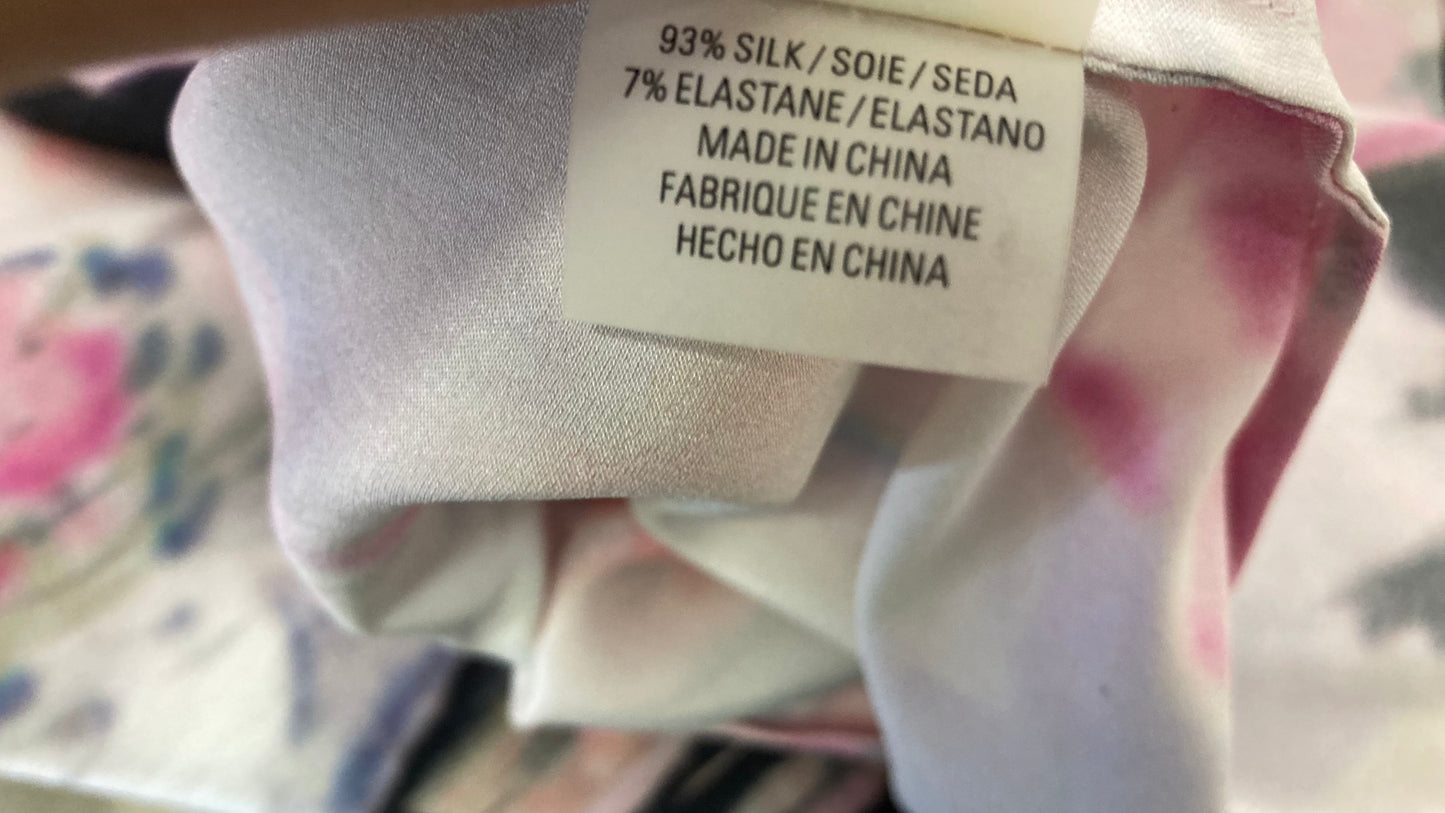 93% SILK / SOIE / SEDA
7% ELASTANE / ELASTANO
MADE IN CHINA
FABRIQUE EN CHINE
HECHO EN CHINA